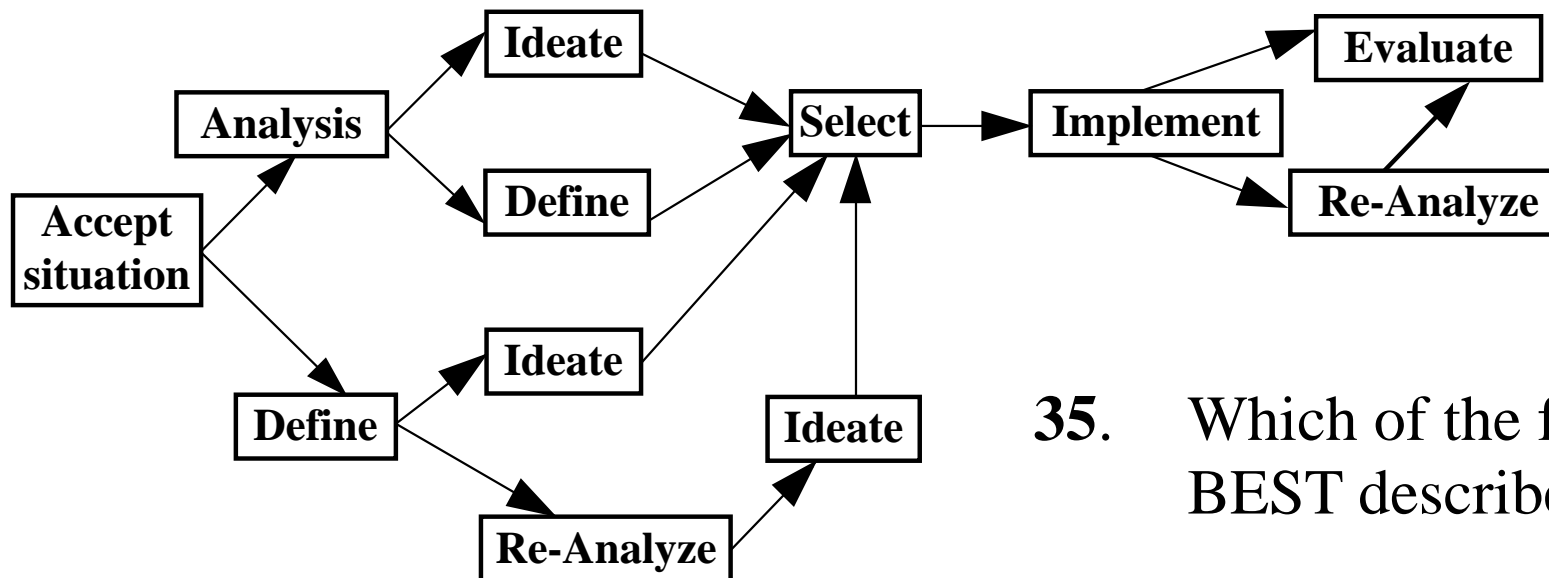 Ideate
Evaluate
Analysis
Select
Implement
Define
Re-Analyze
Accept
situation
Ideate
Define
Ideate
Re-Analyze
35. Which of the
BEST describe